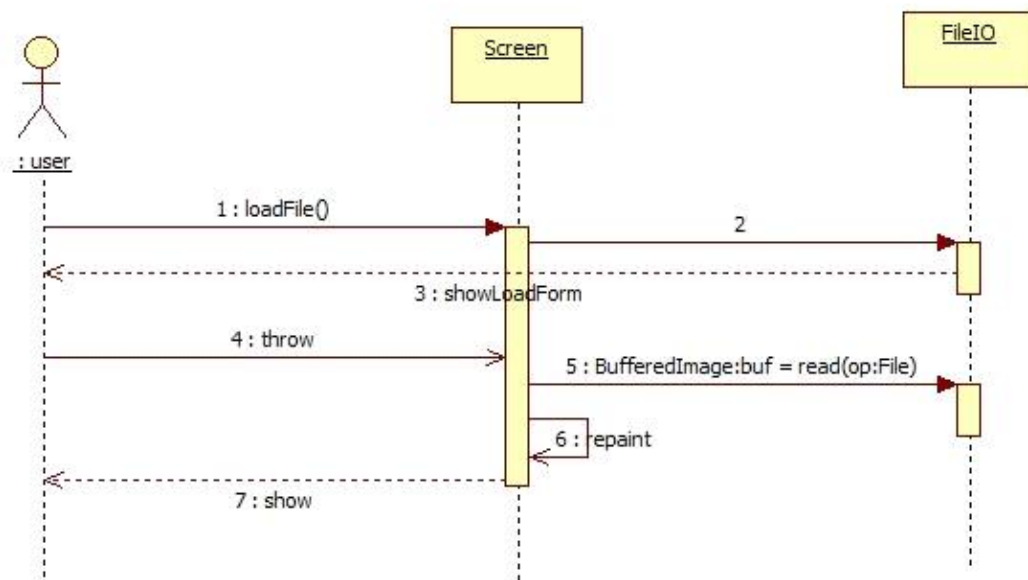 Screen
FileIO
: user
1 : loadFile()
2
3 : showLoadForm
4 : throw
5 : BufferedImage:buf = read(op:File)
6 : repaint
7 : show